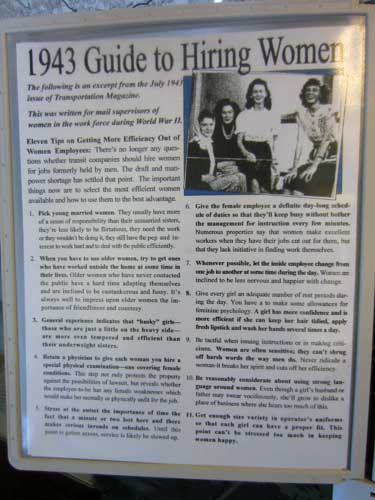 1943 Guide to Hiring Women
The following is an excerpt from the July 1943
issue of Transportation Magazine.
This was written for male supervisors of
women in the work force during World War II.
Eleven Tips on Getting More Efficiency Out of
Women Employees: There's no longer any ques-
tions whether transit companies should hire women
for jobs formerly held by men. The draft and man-
power shortage has settled that point. The important
things now are to select the most efficient women
available and how to use them to the best advantage.
1. Pick young married women. They usually have more
of a sense of responsibility than their unmarried sisters,
they're less likely to be flirtatious, they need the work
or they wouldn't be doing it, they still have the pep and inter-
est to work hard and to deal with the public efficiently.
2. When you have to use older women, try to get ones
who have worked outside the home at some time in
their lives. Older women who have never contacted
the public have a hard time adapting themselves
and are inclined to be cantankerous and fussy. It's
always well to impress upon older women the im-
portance of friendliness and courtesy.
3. General experience indicates that "husky" girls—
those who are just a little on the heavy side—
are more even tempered and efficient than
their underweight sisters.
4. Retain a physician to give each woman you hire a
special physical examination—one covering female
conditions. This step not only protects the property
against the possibilities of lawsuit, but reveals whether
the employee-to-be has any female weaknesses which
would make her mentally or physically unfit for the job.
5. Stress at the outset the importance of time the
fact that a minute or two lost here and there
makes serious inroads on schedules. Until this
point is gotten across, service is likely to be slowed up.
6. Give the female employee a definite day-long sched-
ule of duties so that they'll keep busy without bother
the management for instruction every few minutes.
Numerous properties say that women make excellent
workers when they have their jobs cut out for them, but
that they lack initiative in finding work themselves.
7. Whenever possible, let the inside employee change from
one job to another at some time during the day. Women are
inclined to be less nervous and happier with change.
8. Give every girl an adequate number of rest periods dur-
ing the day. You have to make some allowances for
feminine psychology. A girl has more confidence and is
more efficient if she can keep her hair tidied, apply
fresh lipstick and wash her hands several times a day.
9. Be tactful when issuing instructions or in making criti-
cisms. Women are often sensitive; they can't shrug
off harsh words the way men do. Never ridicule a
woman-it breaks her spirit and cuts off her efficiency.
10. Be reasonably considerate about using strong lan-
guage around women. Even though a girl's husband or
father may swear vociferously, she'll grow to dislike a
place of business where she hears too much of this.
11. Get enough size variety in operator's uniforms
so that each girl can have a proper fit. This
point can't be stressed too much in keeping
women happy.